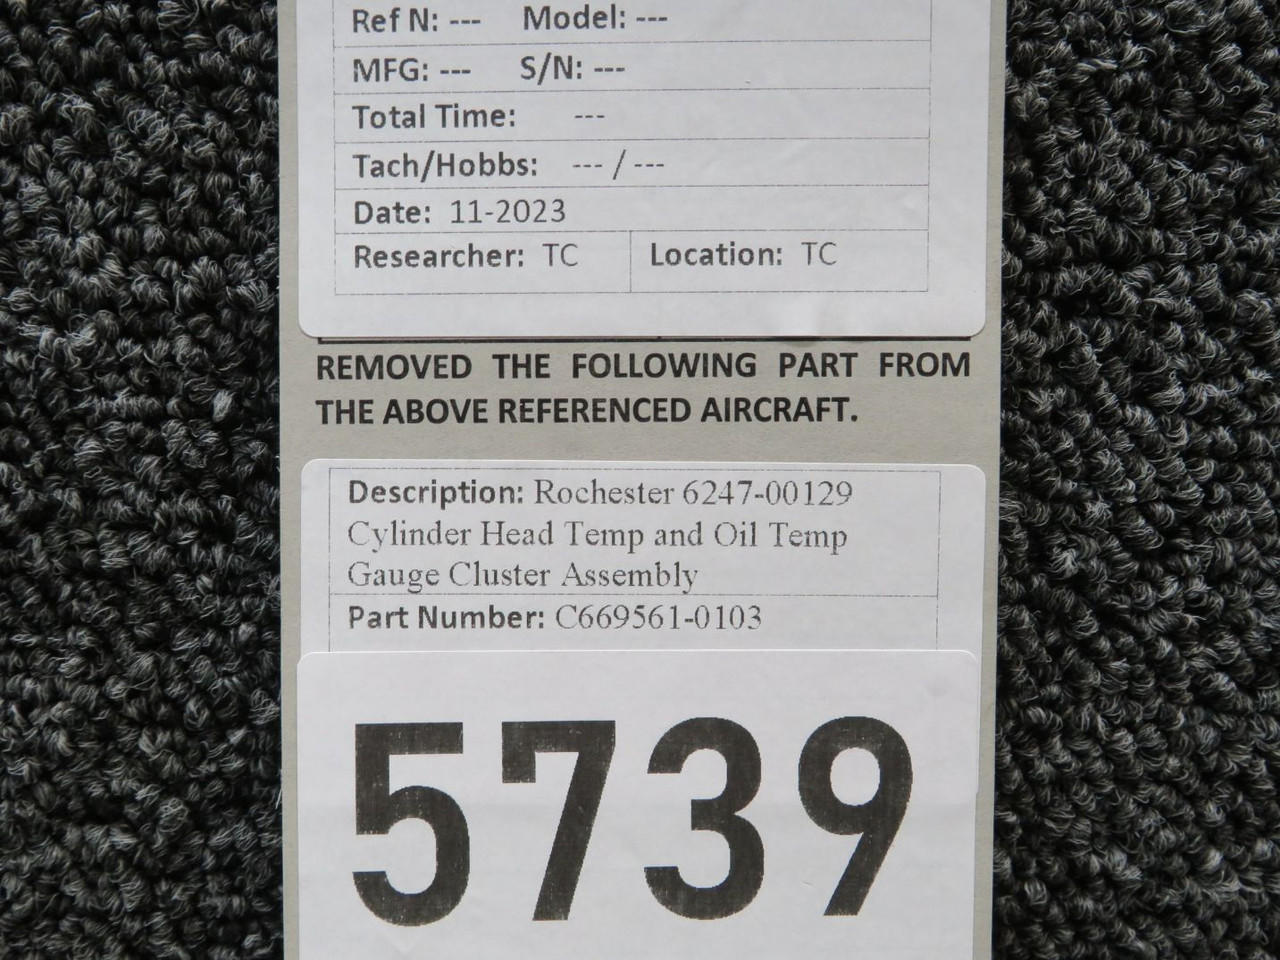 Ref N: --- Model: ---
MFG: --- S/N: ---
Total Time: ---
Tach/Hobbs: --- / ---
Date: 11-2023
Researcher: TC Location: TC
REMOVED THE FOLLOWING PART FROM
THE ABOVE REFERENCED AIRCRAFT.
Description: Rochester 6247-00129
Cylinder Head Temp and Oil Temp
Gauge Cluster Assembly
Part Number: C669561-0103
5739